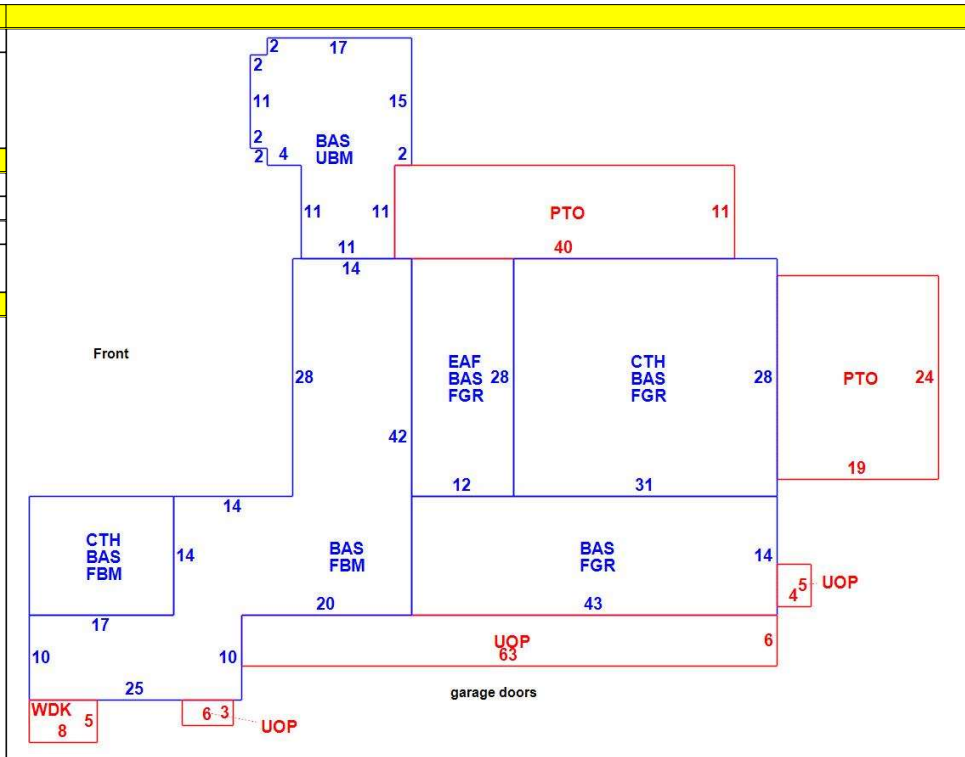 2 17
2
11 15
BAS
UBM
2
2 4 2
11 11 PTO 11
11 40
14
Front
28
EAF
BAS 28
FGR
CTH
BAS
FGR
28
PTO 24
42
12 31 19
14
CTH
BAS
FBM
14
BAS
FBM
BAS
FGR
14
5 UOP
4
17 20 43
10 10
UOP
63
6
25
garage doors
WDK
8 5
6 3
UOP